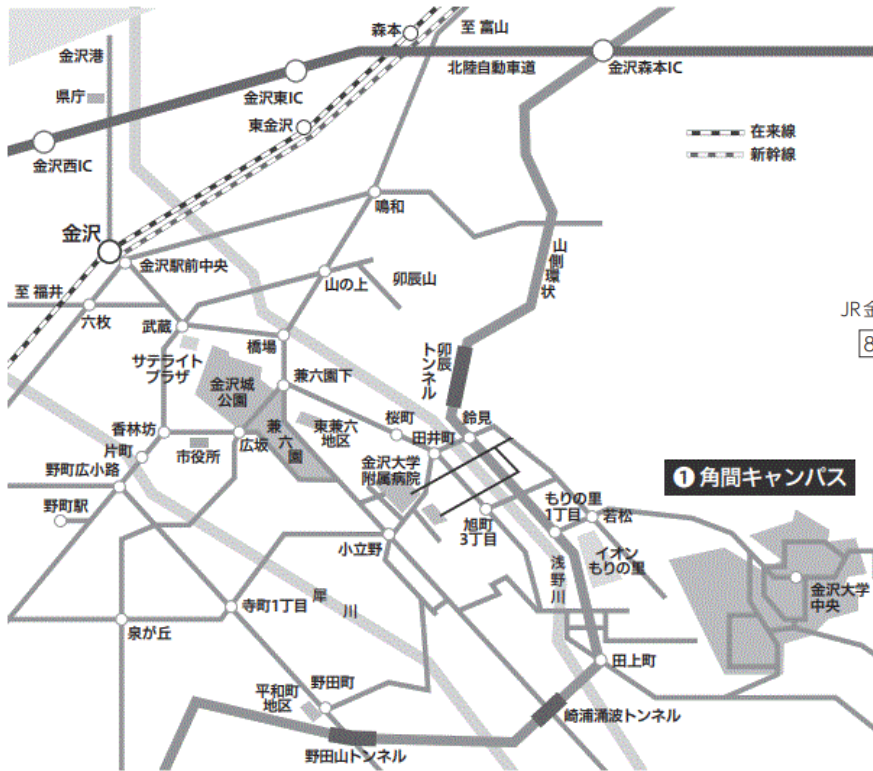 森本
至 富山
金沢港
北陸自動車道
金沢森本IC
県庁
金沢東IC
東金沢
在来線
新幹線
金沢西IC
鳴和
金沢
金沢駅前中央
山側環状
至 福井
山の上
卯辰山
六枚
武蔵
橋場
JR金
8
サテライト
プラザ
卯辰
トンネル
金沢城
公園
兼六園下
香林坊
片町
市役所
広坂
兼六園
東兼六
地区
桜町
田井町
鈴見
野町広小路
金沢大学
附属病院
❶ 角間キャンパス
野町駅
もりの里
1丁目
若松
旭町
3丁目
小立野
イオン
もりの里
浅野川
金沢大学
中央
寺町1丁目
犀川
泉が丘
田上町
野田町
平和町
地区
崎浦涌波トンネル
野田山トンネル